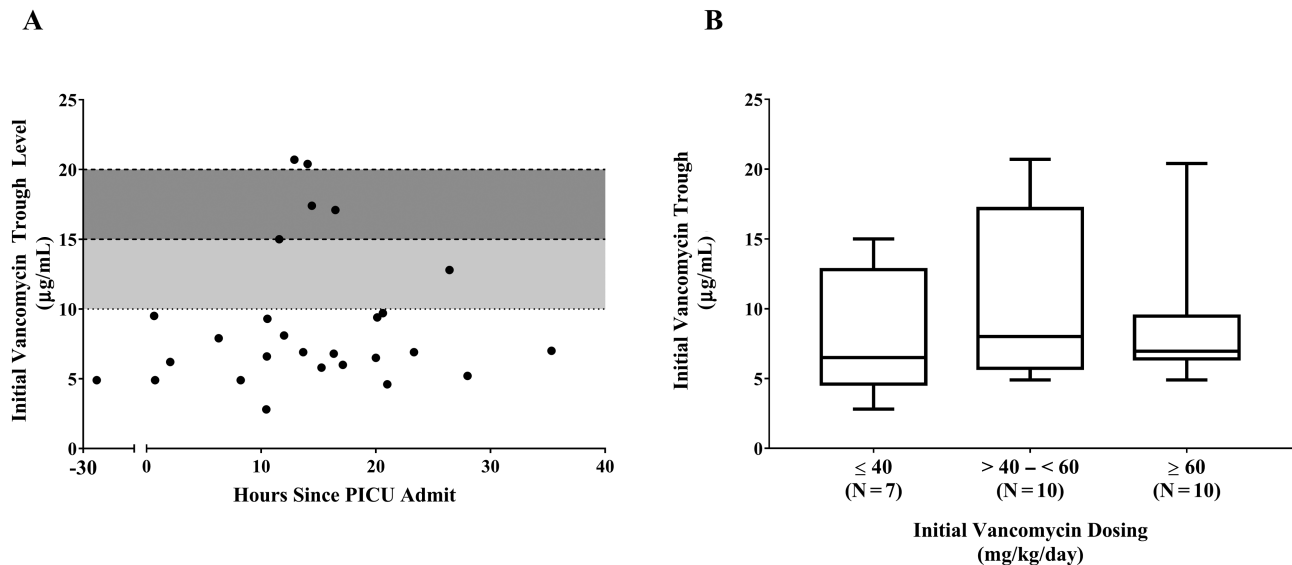 A
Initial Vancomycin Trough Level
(µg/mL)
25
20
15
10
5
0
-30
0
10
20
30
40
Hours Since PICU Admit
B
Initial Vancomycin Trough
(µg/mL)
25
20
15
10
5
0
≤ 40
(N = 7)
> 40 – < 60
(N = 10)
≥ 60
(N = 10)
Initial Vancomycin Dosing
(mg/kg/day)